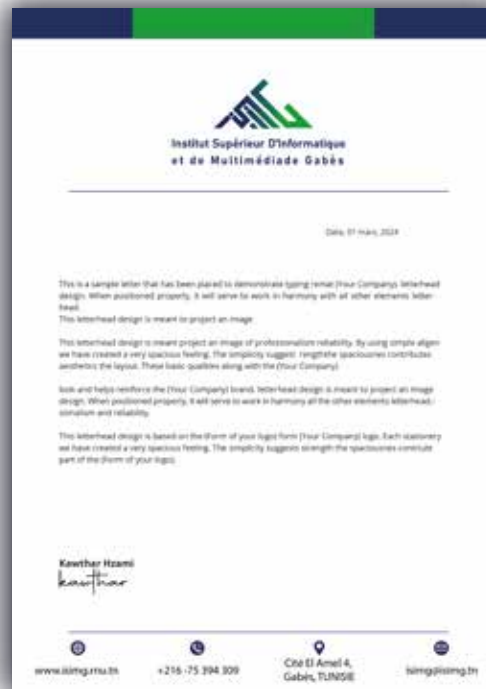 Institut Supérieur D'Informatique
et de Multimédiade Gabès
Date, 01 mars, 2024
This is a sample letter that has been placed to demonstrate typing remat (Your Company) letterhead
design. When positioned properly, it will serve to work in harmony with all other elements letter-
head.
This letterhead design is meant to project an image
This letterhead design is meant project an image of professionalism reliability. By using simple aligen
we have created a very spacious feeling. The simplicity suggest the spaciousnes contributes
aesthetics the layout. These basic qualities along with the (Your Company)
look and helps reinforce the (Your Company) brand. letterhead design is meant to project an image
design. When positioned properly, it will serve to work in harmony all the other elements letterhead.
sionalism and reliability.
This letterhead design is based on the (Form of your logo) form (Your Company) logo. Each stationery
we have created a very spacious feeling. The simplicity suggests strength the spaciousnes
part of the (Form of your logo).
Kawthar Hzami
kawthar
www.isimg.rnu.tn
+216 -75 394 309
Cité El Amel 4,
Gabès, TUNISIE
isimg@isimg.tn